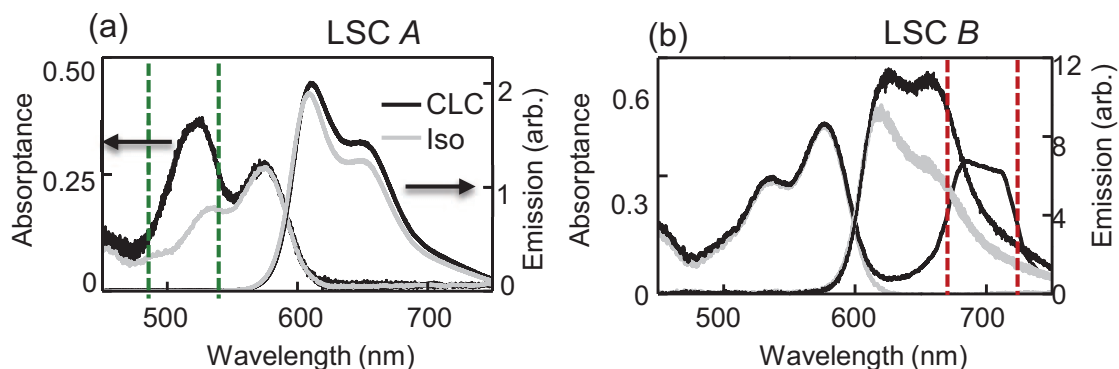 (a) LSC A
0.50
0.25
0
Absorptance
CLC
Iso
2
1
0
Emission (arb.)
500 600 700
Wavelength (nm)
(b) LSC B
0.6
0.3
0
Absorptance
12
8
4
0
Emission (arb.)
500 600 700
Wavelength (nm)